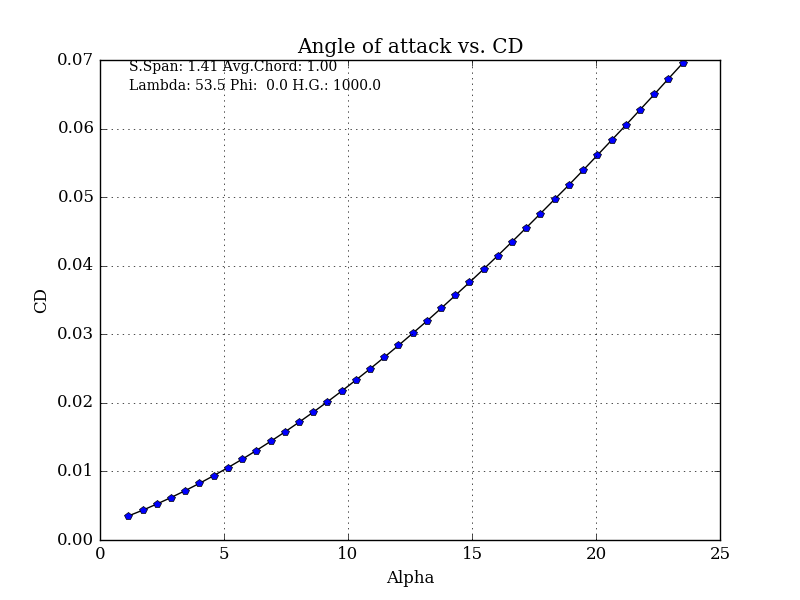 Angle of attack vs. CD
0.07
S.Span: 1.41 Avg.Chord: 1.00
Lambda: 53.5 Phi:  0.0 H.G.: 1000.0
0.06
0.05
0.04
CD
0.03
0.02
0.01
0.00
0 5 10 15 20 25
Alpha